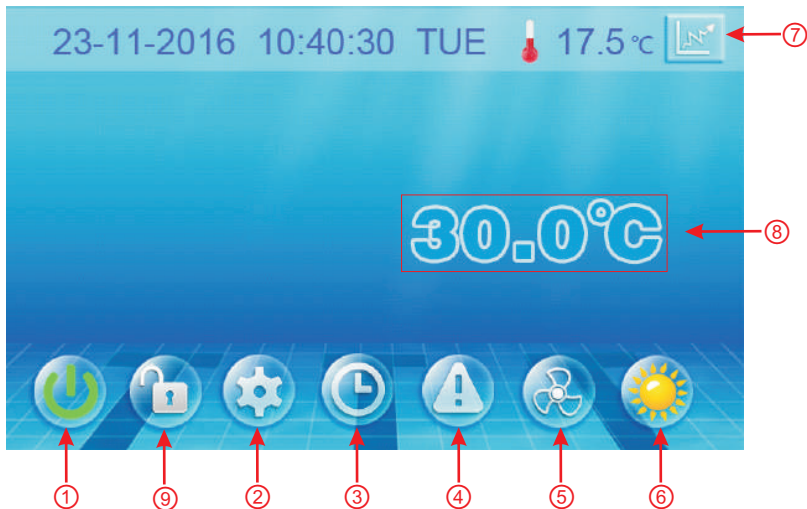 23-11-2016 10:40:30 TUE 17.5 ℃ ⑦
30.0℃ ⑧
① ⑨ ② ③ ④ ⑤ ⑥